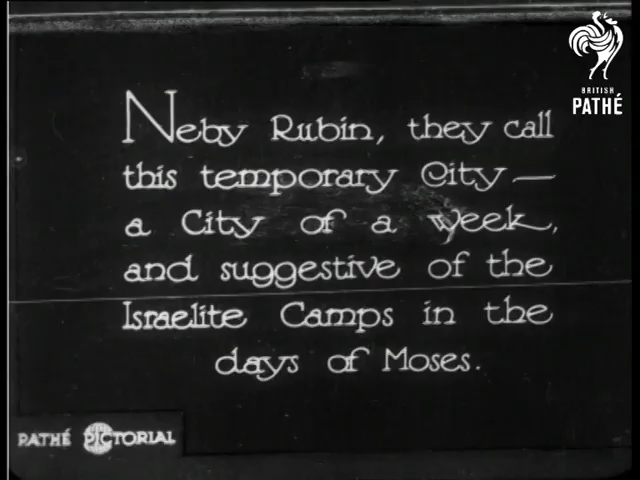 BRITISH
PATHÉ
Neby Rubin, they call
this temporary City —
a City of a week,
and suggestive of the
Israelite Camps in the
days of Moses.
PATHÉ PICTORIAL